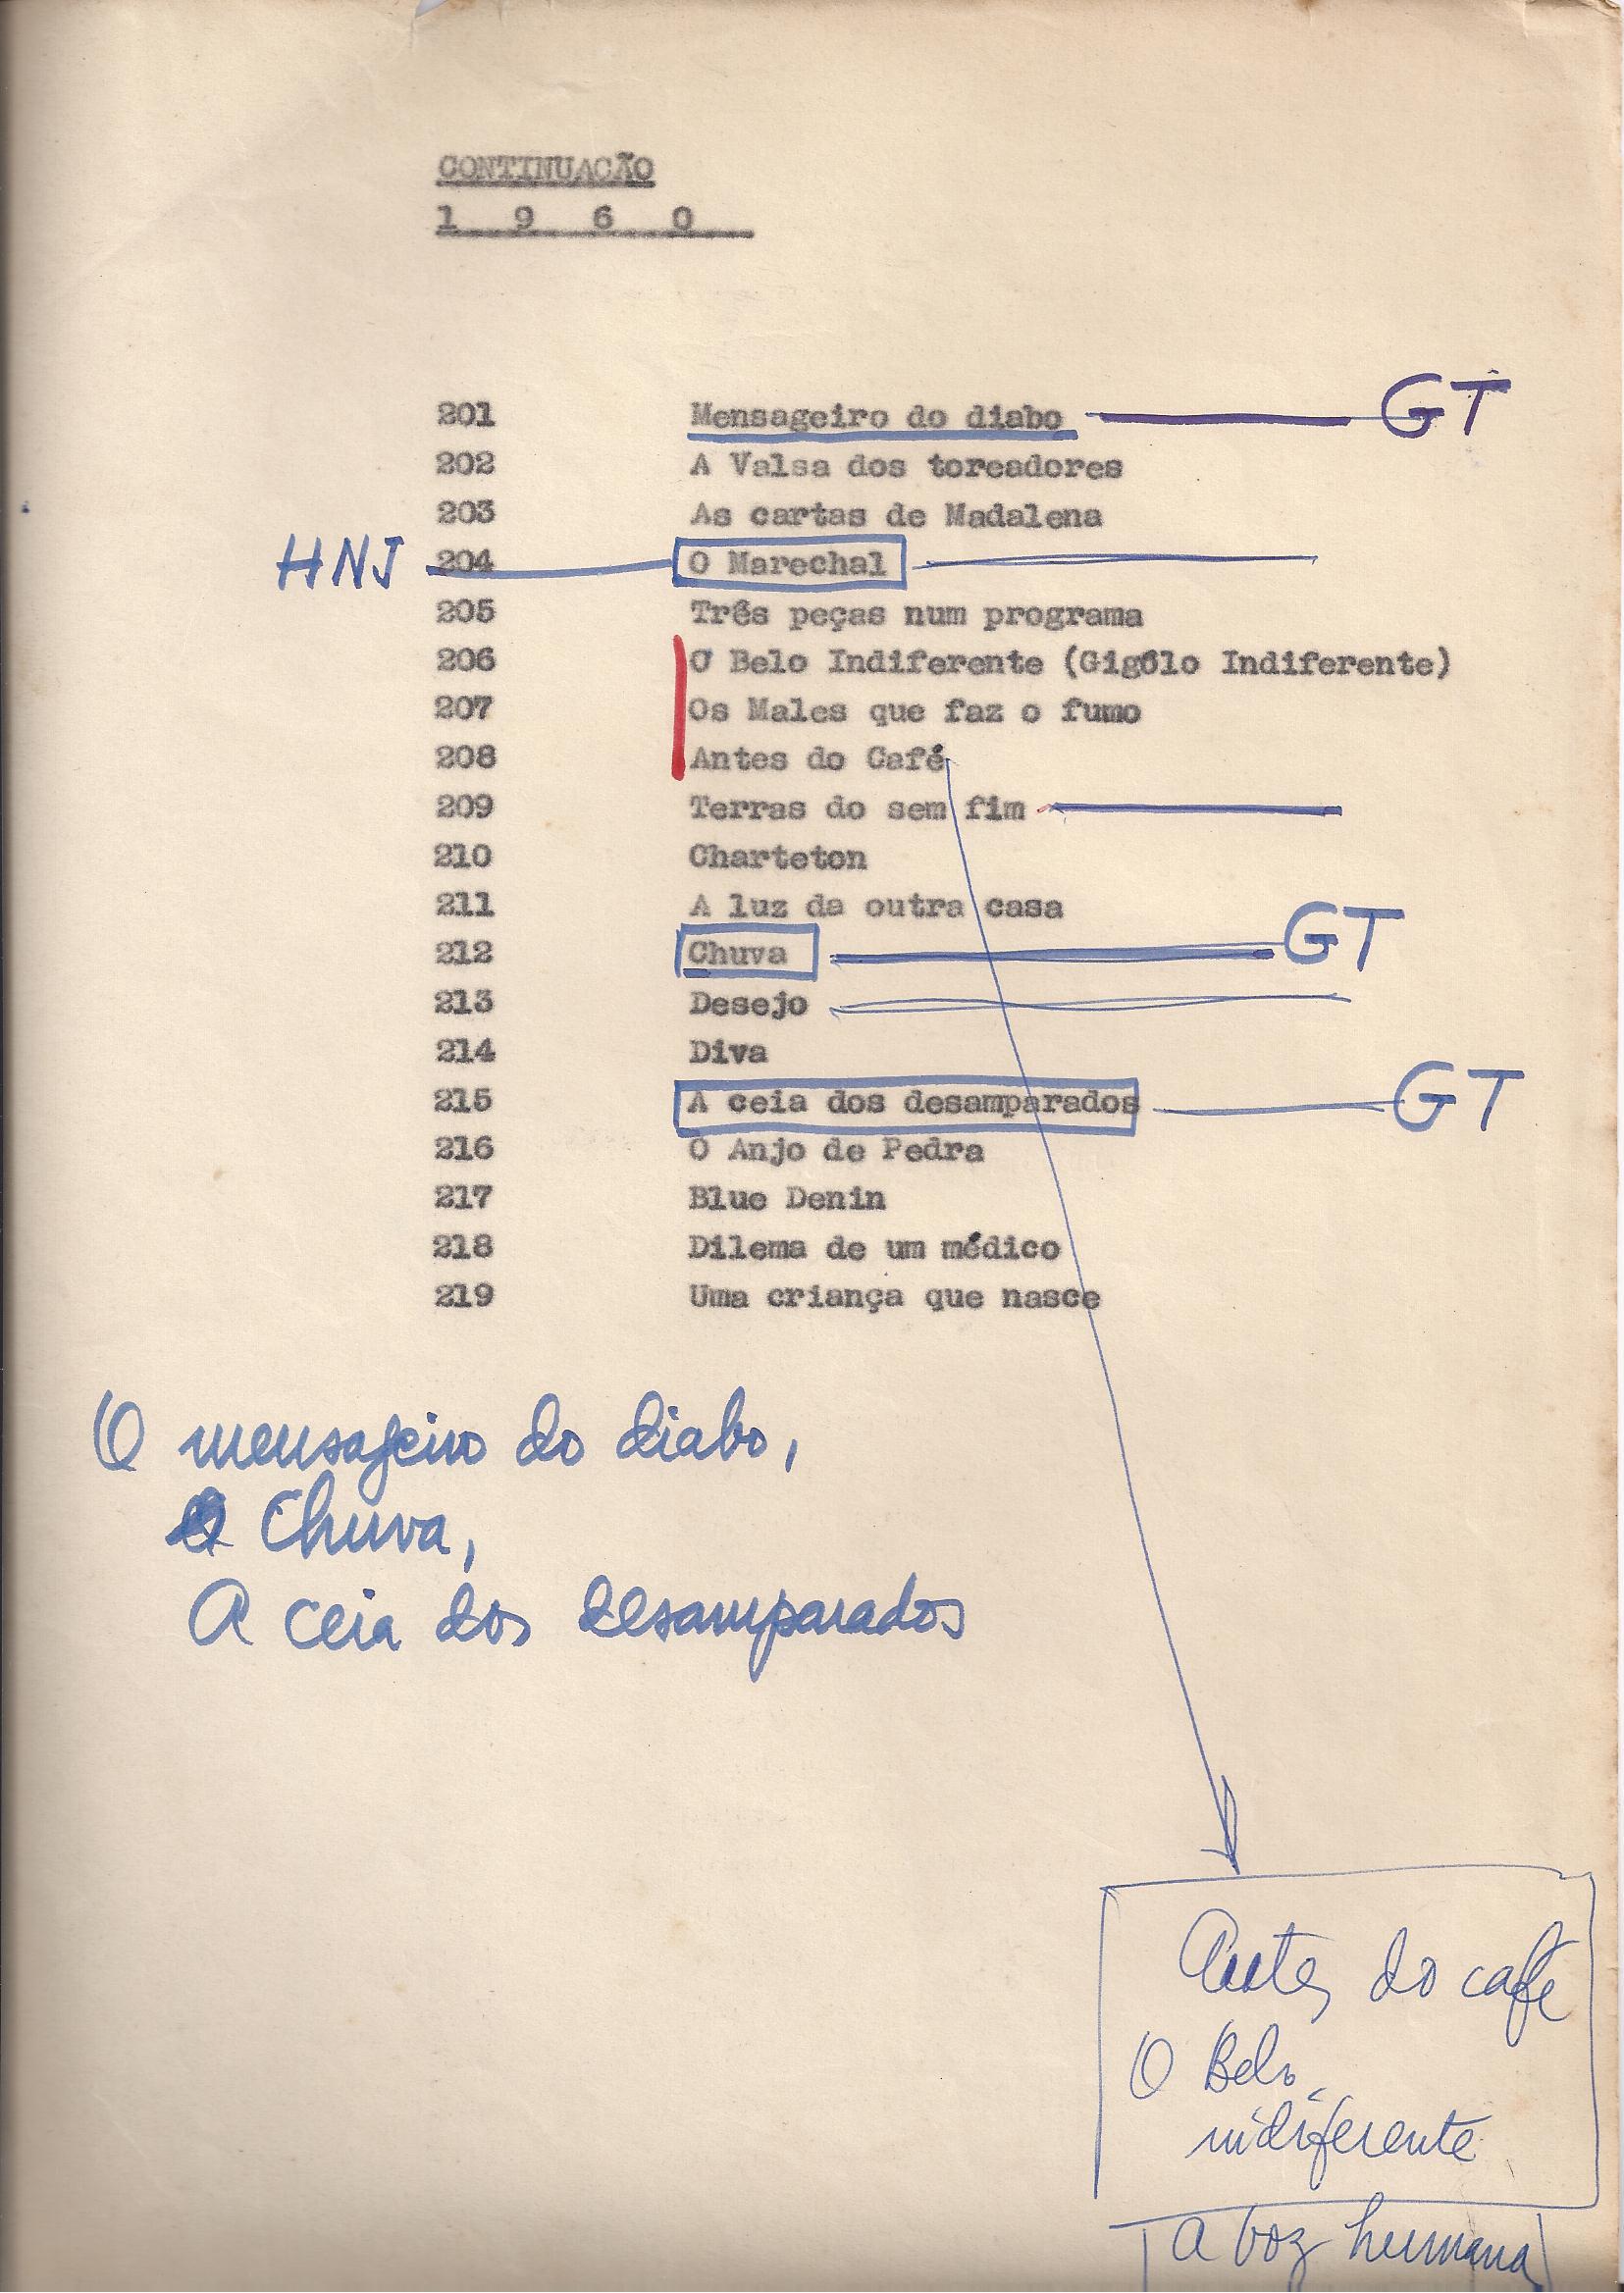 CONTINUAÇÃO
1 9 6 0
201 Mensageiro do diabo GT
202 A Valsa dos toreadores
203 As cartas de Madalena
HNJ 204 O Marechal
205 Três peças num programa
206 O Belo Indiferente (Gigôlo Indiferente)
207 Os Males que faz o fumo
208 Antes do Café
209 Terras do sem fim
210 Charteton
211 A luz da outra casa
212 Chuva GT
213 Desejo
214 Diva
215 A ceia dos desamparados GT
216 O Anjo de Pedra
217 Blue Denin
218 Dilema de um médico
219 Uma criança que nasce
O mensageiro do diabo,
Chuva,
A ceia dos desamparados
Antes do café
O Belo
indiferente
A voz humana